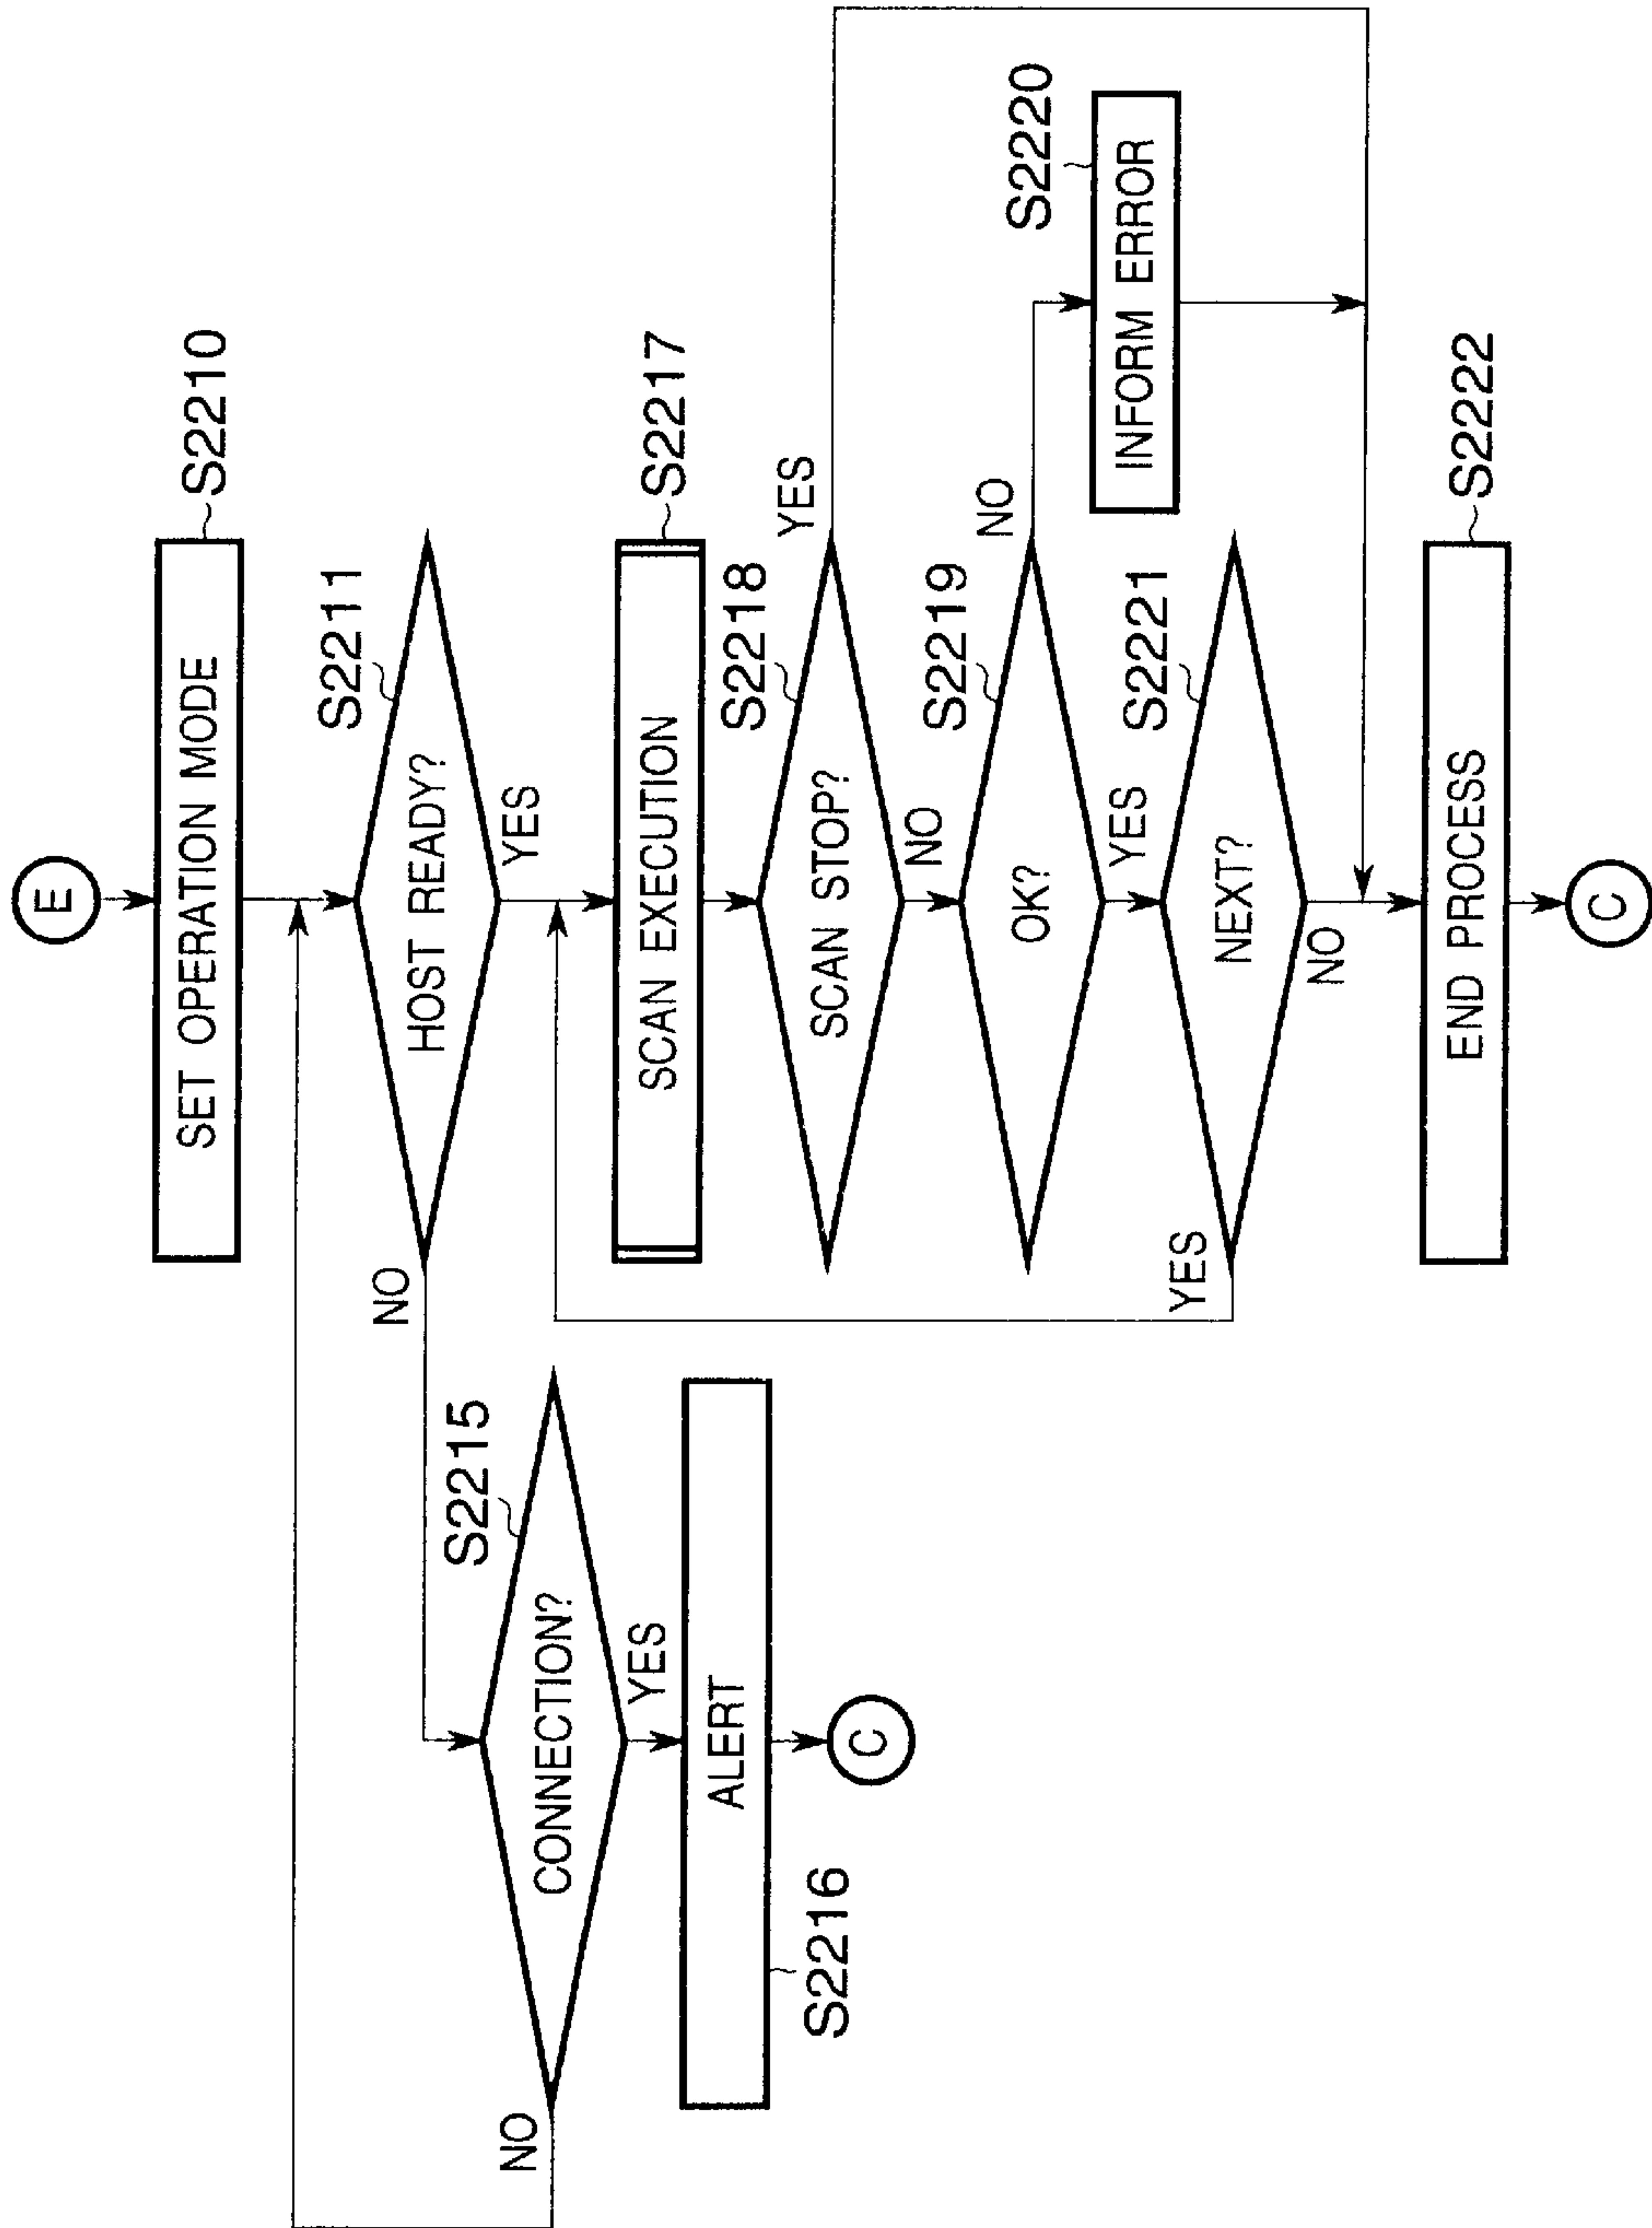 E
S2210
SET OPERATION MODE
S2211
HOST READY?
NO
YES
S2215
CONNECTION?
NO
YES
ALERT
S2216
C
S2217
SCAN EXECUTION
S2218
SCAN STOP?
YES
NO
S2219
OK?
NO
YES
S2220
INFORM ERROR
S2221
NEXT?
YES
NO
S2222
END PROCESS
C